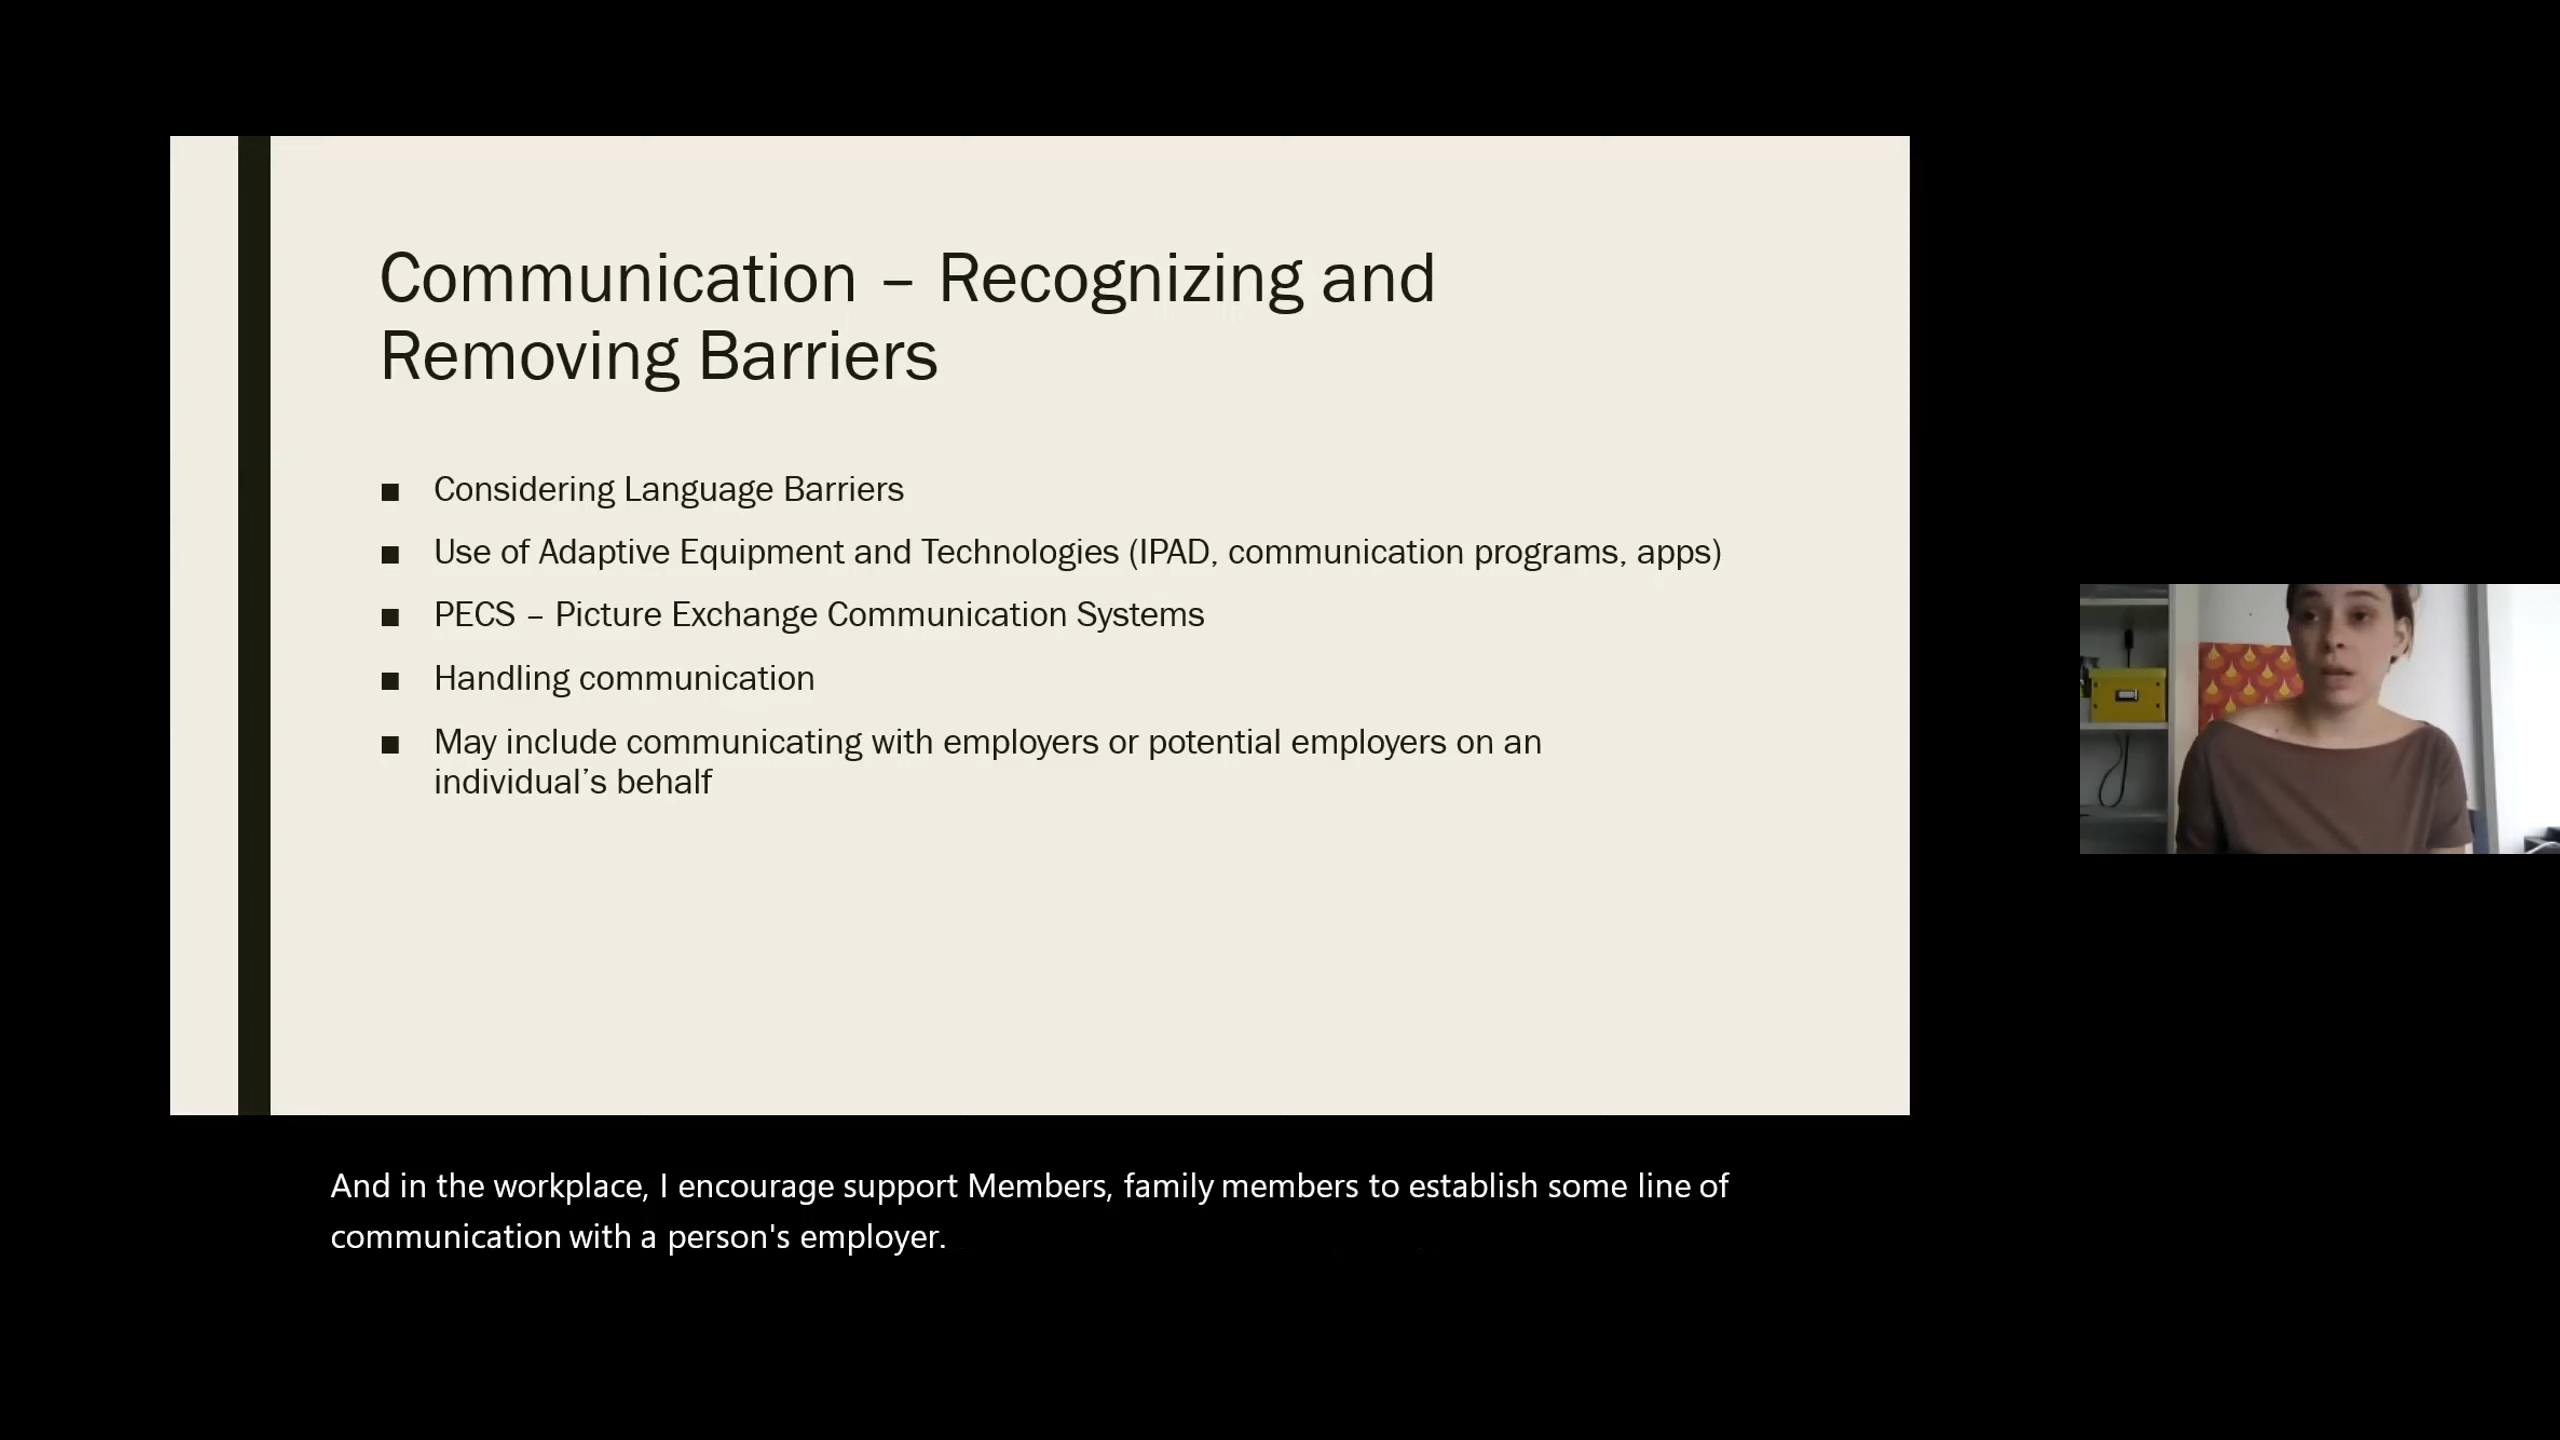 Communication – Recognizing and
Removing Barriers
■ Considering Language Barriers
■ Use of Adaptive Equipment and Technologies (IPAD, communication programs, apps)
■ PECS – Picture Exchange Communication Systems
■ Handling communication
■ May include communicating with employers or potential employers on an
individual’s behalf
And in the workplace, I encourage support Members, family members to establish some line of
communication with a person's employer.